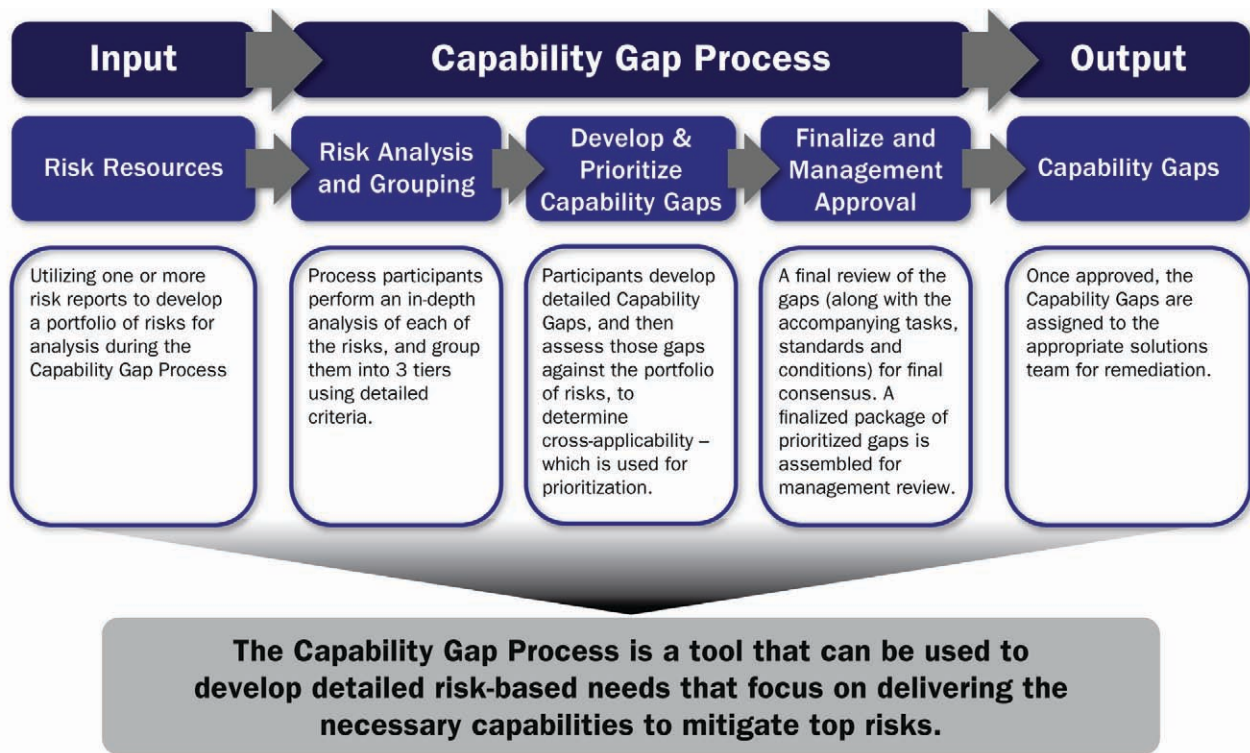 Input
Capability Gap Process
Output
Risk Resources
Risk Analysis
and Grouping
Develop &
Prioritize
Capability Gaps
Finalize and
Management
Approval
Capability Gaps
Utilizing one or more
risk reports to develop
a portfolio of risks for
analysis during the
Capability Gap Process
Process participants
perform an in-depth
analysis of each of
the risks, and group
them into 3 tiers
using detailed
criteria.
Participants develop
detailed Capability
Gaps, and then
assess those gaps
against the portfolio
of risks, to
determine
cross-applicability –
which is used for
prioritization.
A final review of the
gaps (along with the
accompanying tasks,
standards and
conditions) for final
consensus. A
finalized package of
prioritized gaps is
assembled for
management review.
Once approved, the
Capability Gaps are
assigned to the
appropriate solutions
team for remediation.
The Capability Gap Process is a tool that can be used to
develop detailed risk-based needs that focus on delivering the
necessary capabilities to mitigate top risks.